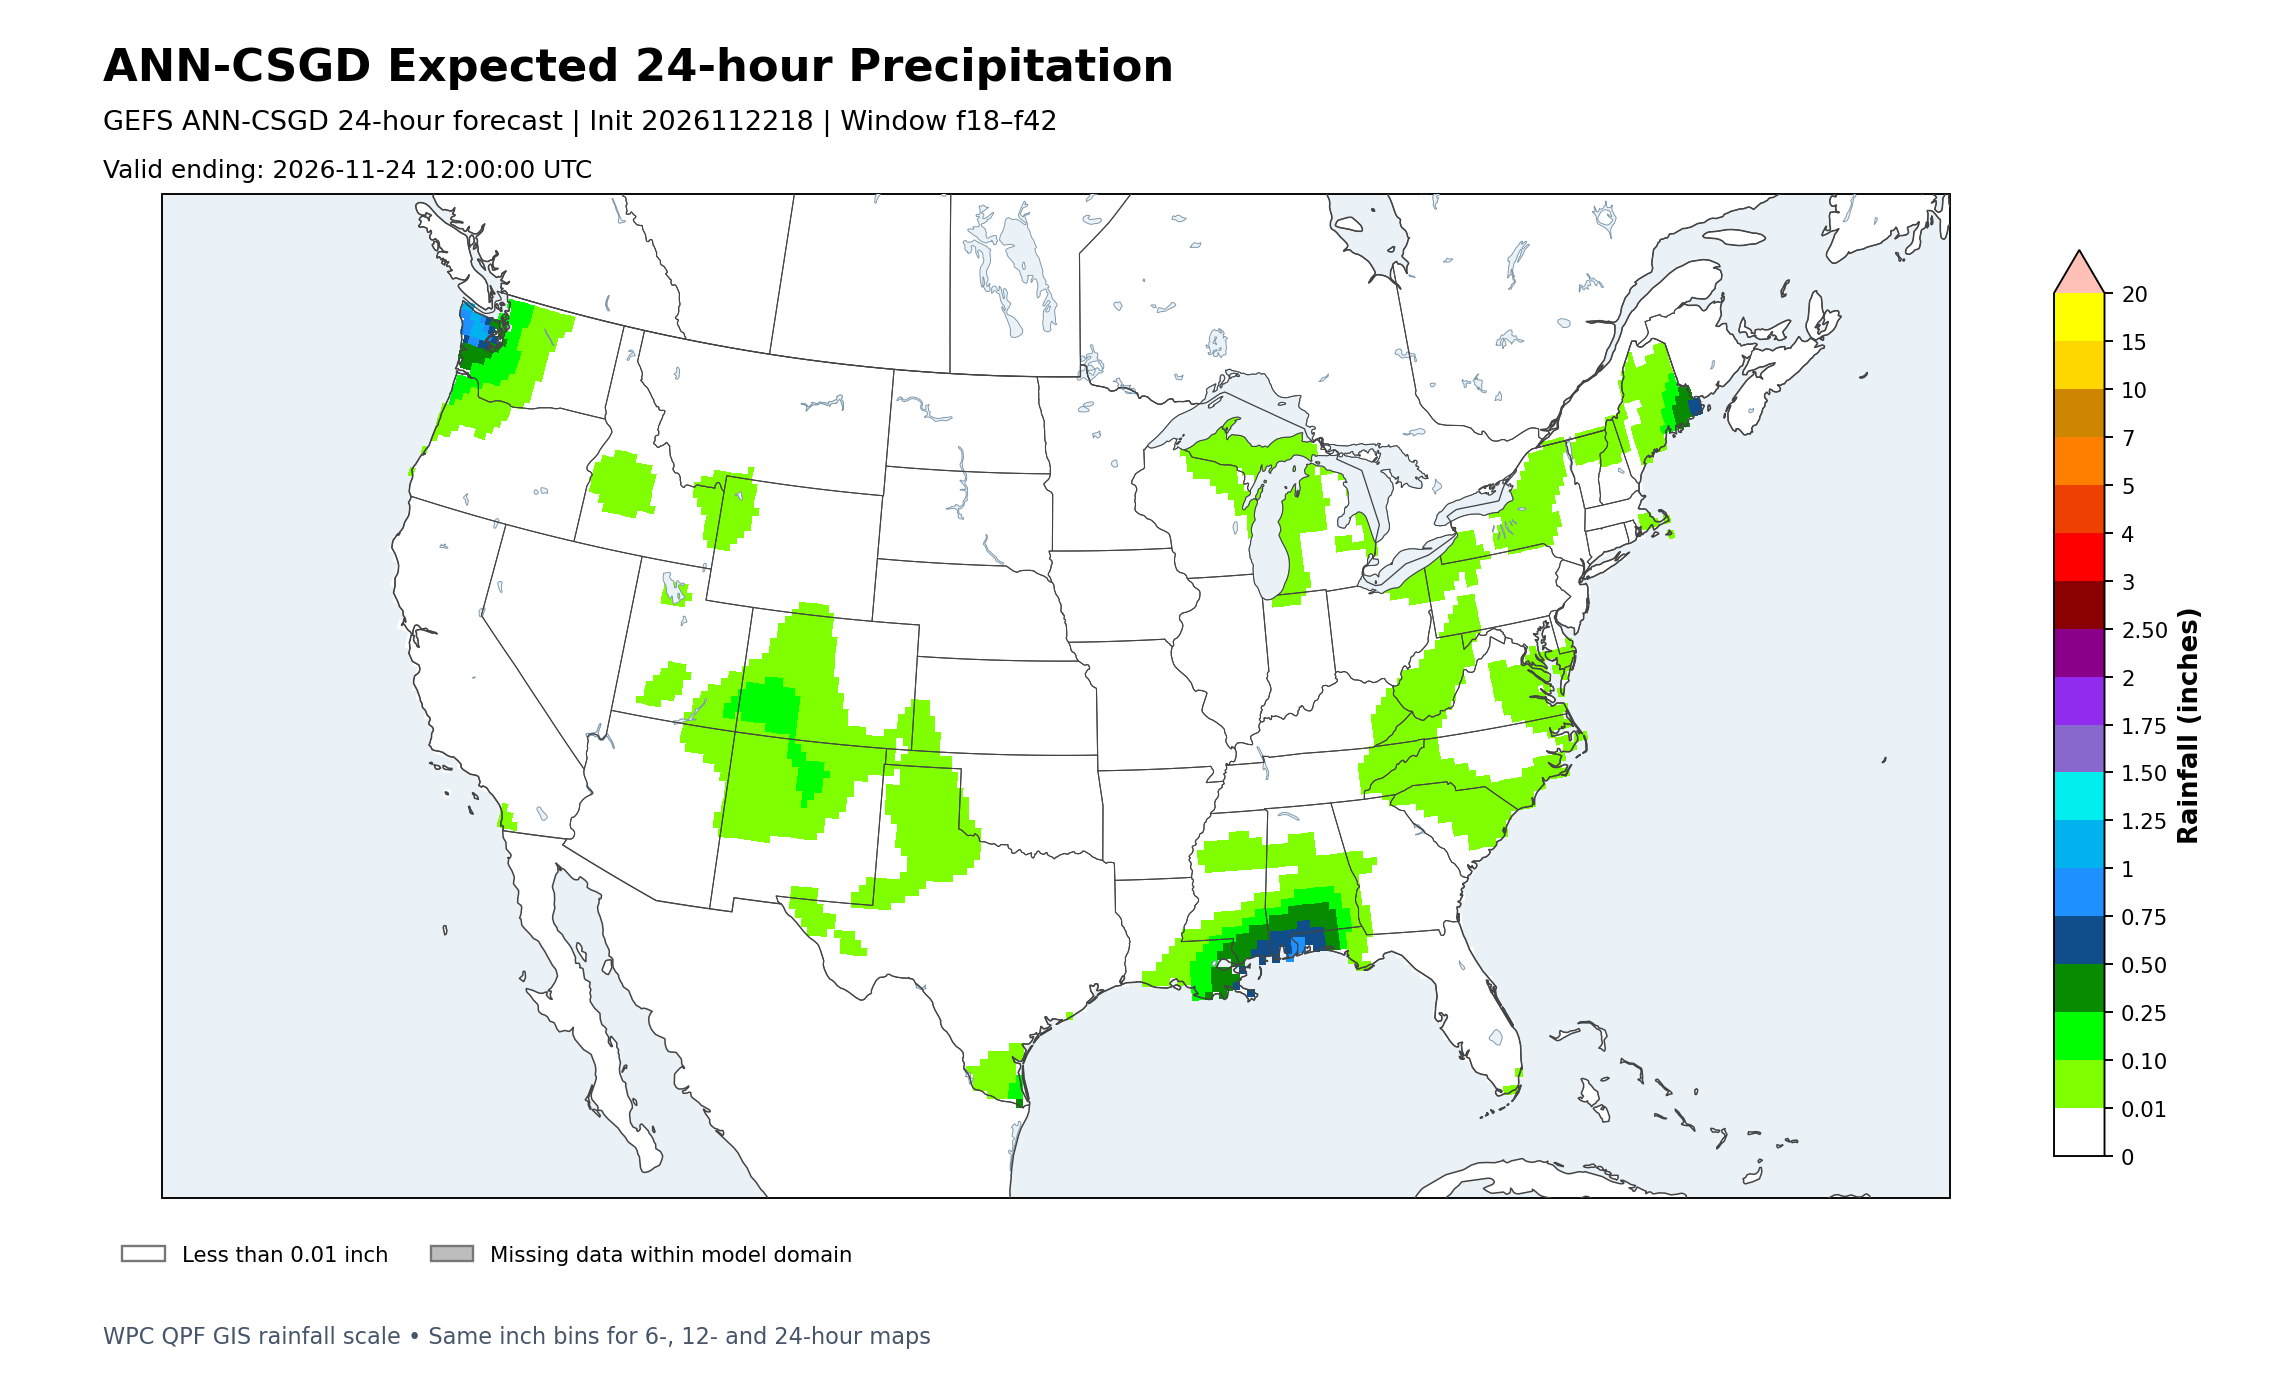 ANN-CSGD Expected 24-hour Precipitation
GEFS ANN-CSGD 24-hour forecast | Init 2026112218 | Window f18–f42
Valid ending: 2026-11-24 12:00:00 UTC
20
15
10
7
5
4
3
2.50
2
1.75
1.50
1.25
1
0.75
0.50
0.25
0.10
0.01
0
Rainfall (inches)
Less than 0.01 inch
Missing data within model domain
WPC QPF GIS rainfall scale • Same inch bins for 6-, 12- and 24-hour maps